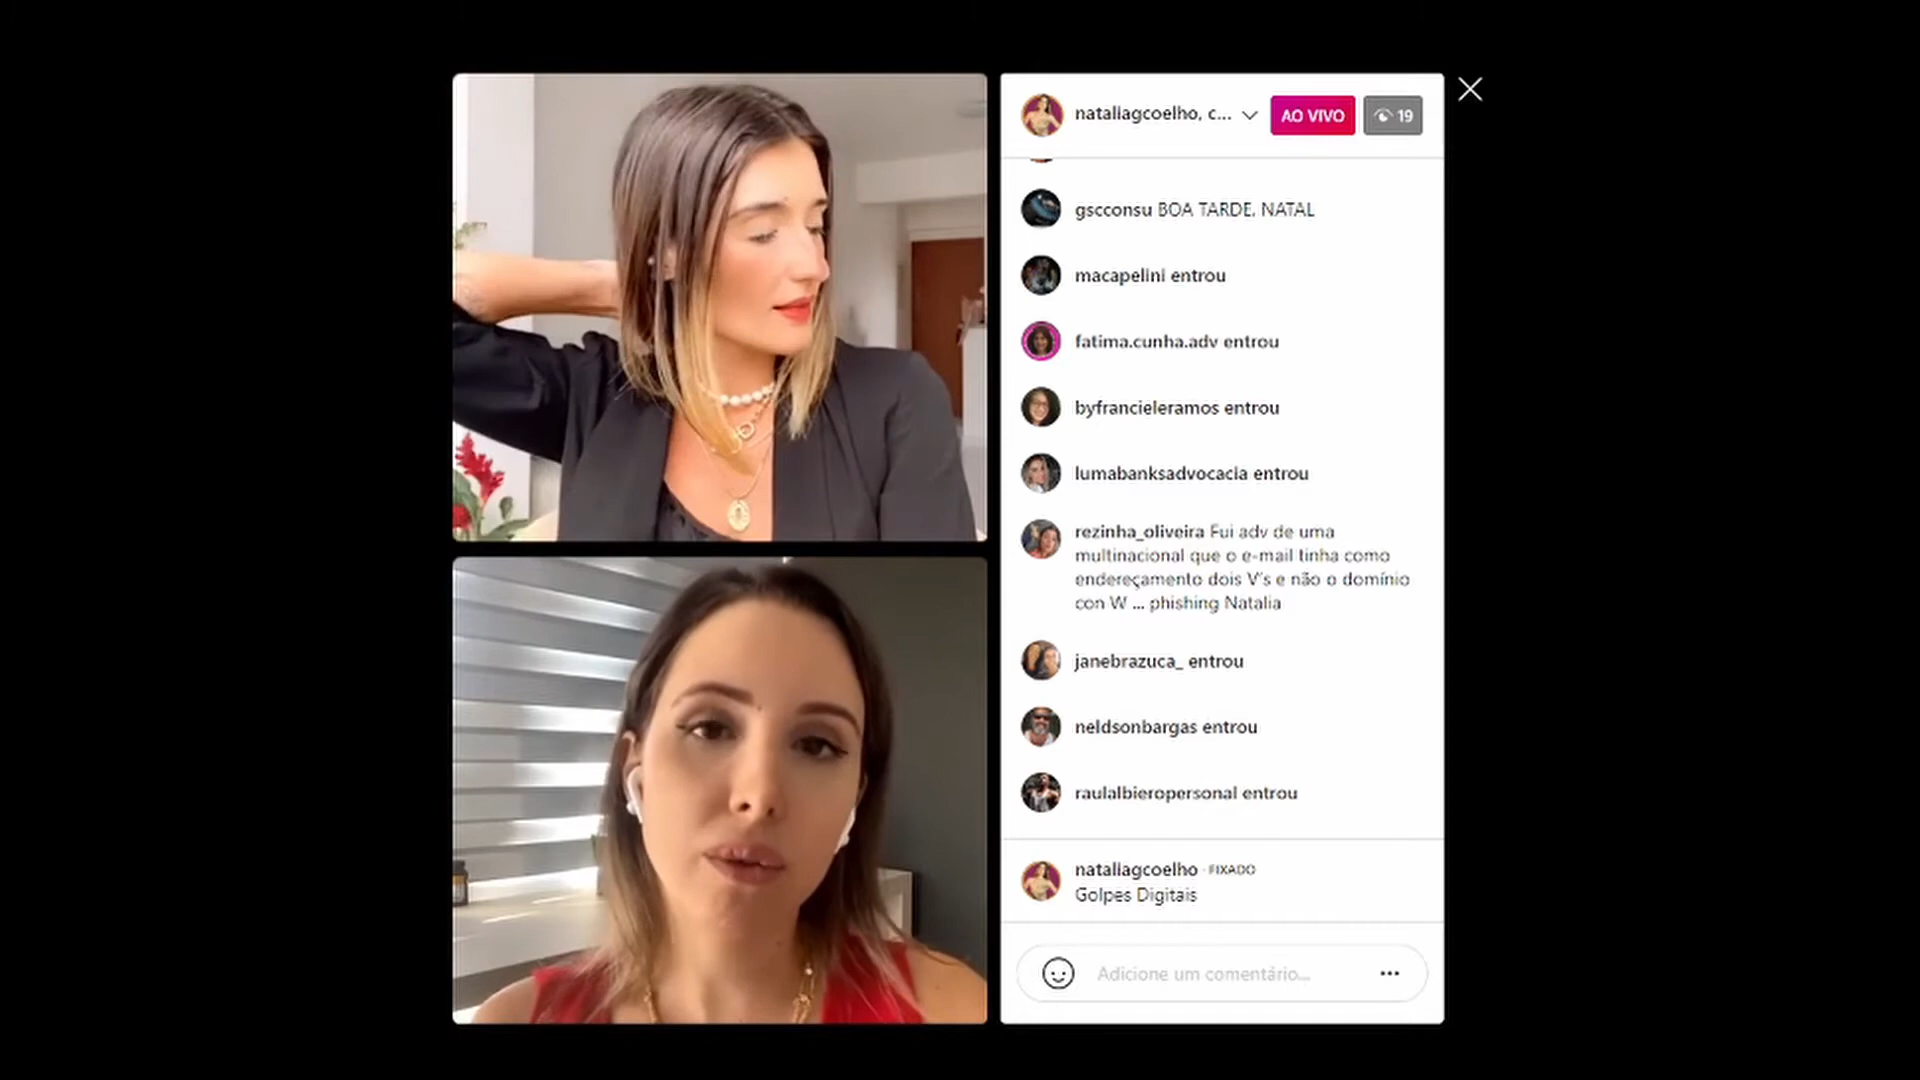 nataliagcoelho, c...
AO VIVO
19
gscconsu BOA TARDE, NATAL
macapelini entrou
fatima.cunha.adv entrou
byfrancieleramos entrou
lumabanksadvocacia entrou
rezinha_oliveira Fui adv de uma
multinacional que o e-mail tinha como
endereçamento dois V's e não o domínio
con W ... phishing Natalia
janebrazuca_ entrou
neldsonbargas entrou
raulalbieropersonal entrou
nataliagcoelho · FIXADO
Golpes Digitais
Adicione um comentário...